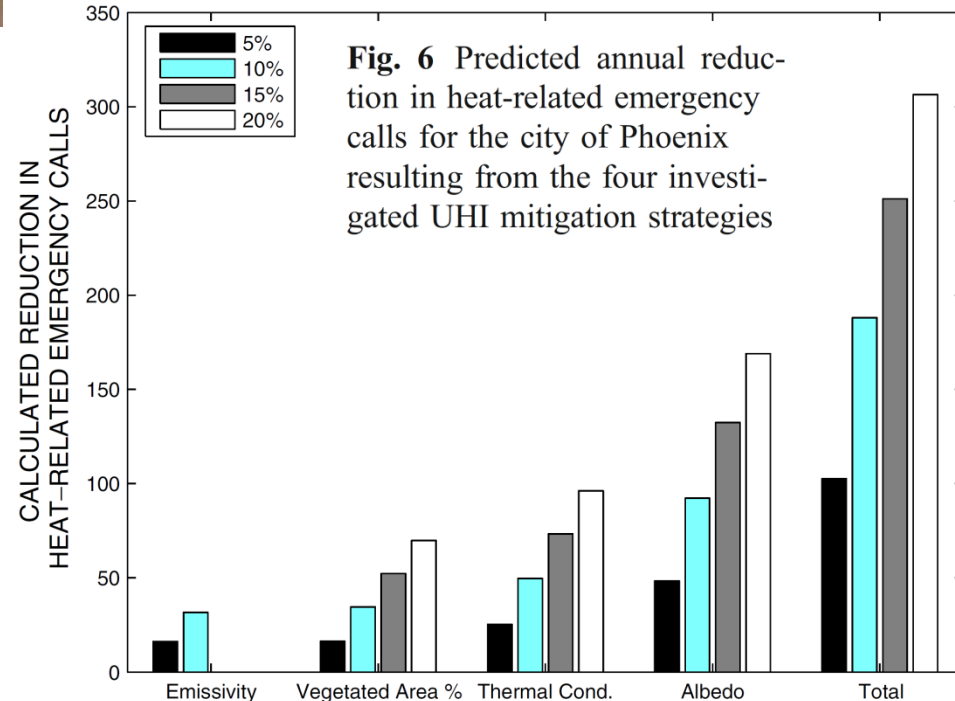 350
300
250
200
150
100
50
0
CALCULATED REDUCTION IN
HEAT–RELATED EMERGENCY CALLS
5%
10%
15%
20%
Fig. 6 Predicted annual reduc-
tion in heat-related emergency
calls for the city of Phoenix
resulting from the four investi-
gated UHI mitigation strategies
Emissivity Vegetated Area % Thermal Cond. Albedo Total